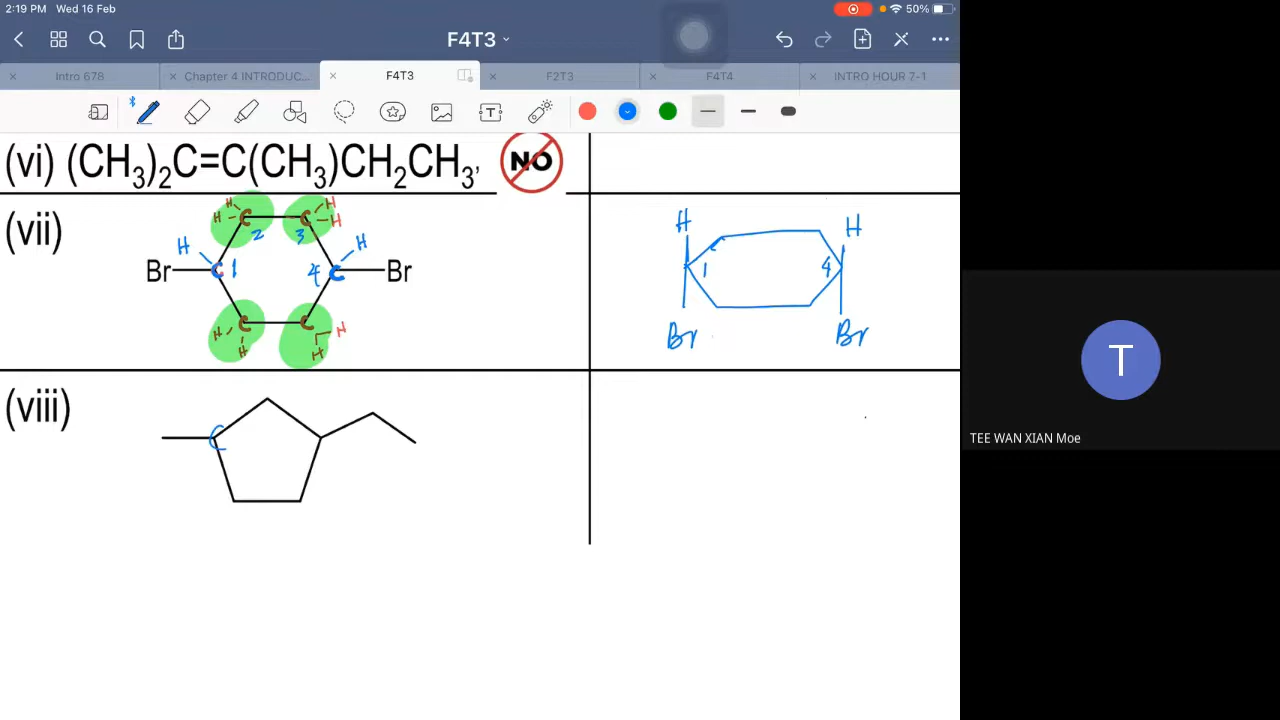 2:19 PM Wed 16 Feb 50%
F4T3
Intro 678
Chapter 4 INTRODUC...
F4T3
F2T3
F4T4
INTRO HOUR 7-1
T
(vi) (CH3)2C=C(CH3)CH2CH3, NO
(vii)
H H H H
C C
2 3
H H
Br C 1 4 C Br
C C
H H H H
H H
1 4
Br Br
(viii)
C
T
TEE WAN XIAN Moe